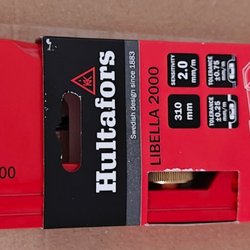 Hultafors
Swedish design since 1883
LIBELLA 2000
SENSITIVITY
2.0
mm/m
TOLERANCE
±0.75
mm/m
310
mm
TOLERANCE
±0.25
mm/m
00